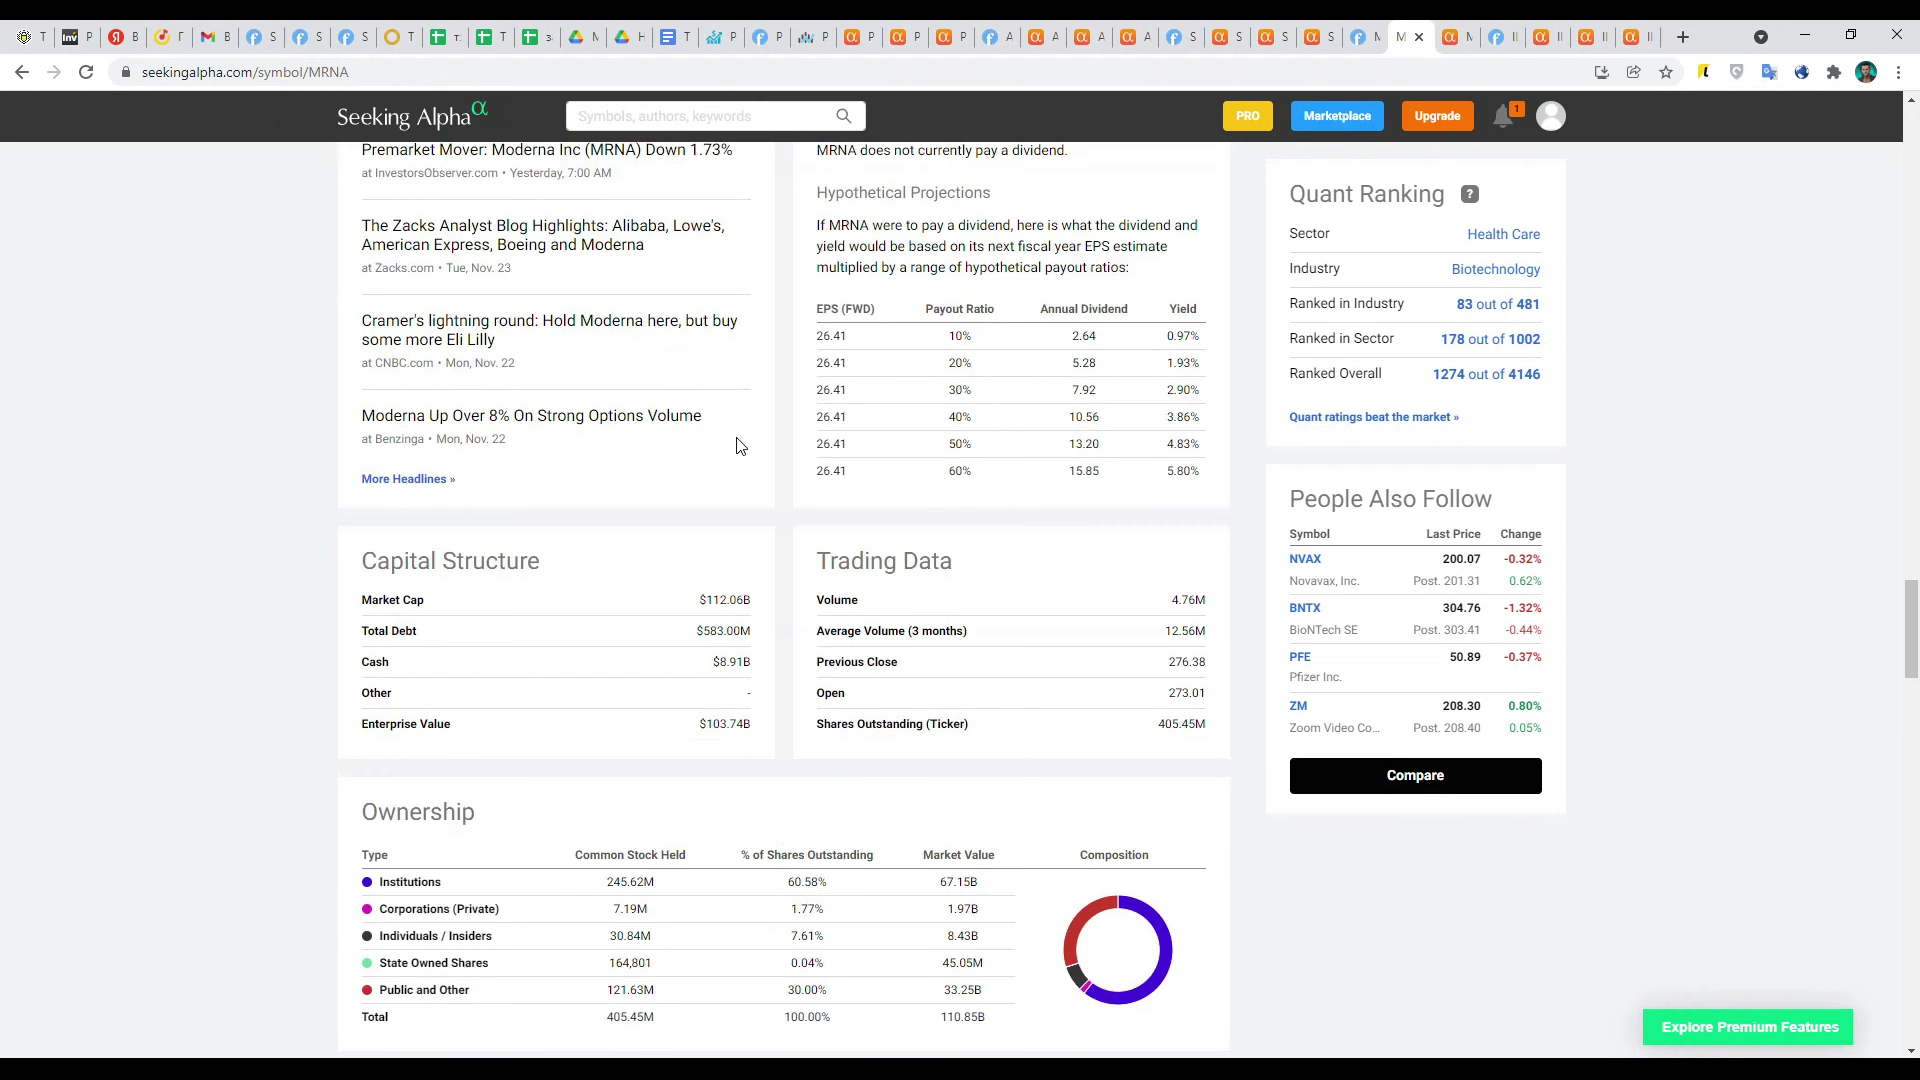 T
P
В
Г
В
S
S
S
T
т.
T
з
М
Н
T
P
P
P
P
P
P
A
A
A
A
S
S
S
S
M
M
M
II
II
II
II
seekingalpha.com/symbol/MRNA
Seeking Alpha α
Symbols, authors, keywords
PRO
Marketplace
Upgrade
1
Premarket Mover: Moderna Inc (MRNA) Down 1.73%
at InvestorsObserver.com • Yesterday, 7:00 AM
The Zacks Analyst Blog Highlights: Alibaba, Lowe's,
American Express, Boeing and Moderna
at Zacks.com • Tue, Nov. 23
Cramer's lightning round: Hold Moderna here, but buy
some more Eli Lilly
at CNBC.com • Mon, Nov. 22
Moderna Up Over 8% On Strong Options Volume
at Benzinga • Mon, Nov. 22
More Headlines »
MRNA does not currently pay a dividend.
Hypothetical Projections
If MRNA were to pay a dividend, here is what the dividend and
yield would be based on its next fiscal year EPS estimate
multiplied by a range of hypothetical payout ratios:
EPS (FWD) Payout Ratio Annual Dividend Yield
26.41 10% 2.64 0.97%
26.41 20% 5.28 1.93%
26.41 30% 7.92 2.90%
26.41 40% 10.56 3.86%
26.41 50% 13.20 4.83%
26.41 60% 15.85 5.80%
Quant Ranking ?
Sector Health Care
Industry Biotechnology
Ranked in Industry 83 out of 481
Ranked in Sector 178 out of 1002
Ranked Overall 1274 out of 4146
Quant ratings beat the market »
Capital Structure
Market Cap $112.06B
Total Debt $583.00M
Cash $8.91B
Other -
Enterprise Value $103.74B
Trading Data
Volume 4.76M
Average Volume (3 months) 12.56M
Previous Close 276.38
Open 273.01
Shares Outstanding (Ticker) 405.45M
People Also Follow
Symbol Last Price Change
NVAX 200.07 -0.32%
Novavax, Inc. Post. 201.31 0.62%
BNTX 304.76 -1.32%
BioNTech SE Post. 303.41 -0.44%
PFE 50.89 -0.37%
Pfizer Inc.
ZM 208.30 0.80%
Zoom Video Co... Post. 208.40 0.05%
Compare
Ownership
Type Common Stock Held % of Shares Outstanding Market Value Composition
Institutions 245.62M 60.58% 67.15B
Corporations (Private) 7.19M 1.77% 1.97B
Individuals / Insiders 30.84M 7.61% 8.43B
State Owned Shares 164,801 0.04% 45.05M
Public and Other 121.63M 30.00% 33.25B
Total 405.45M 100.00% 110.85B
Explore Premium Features